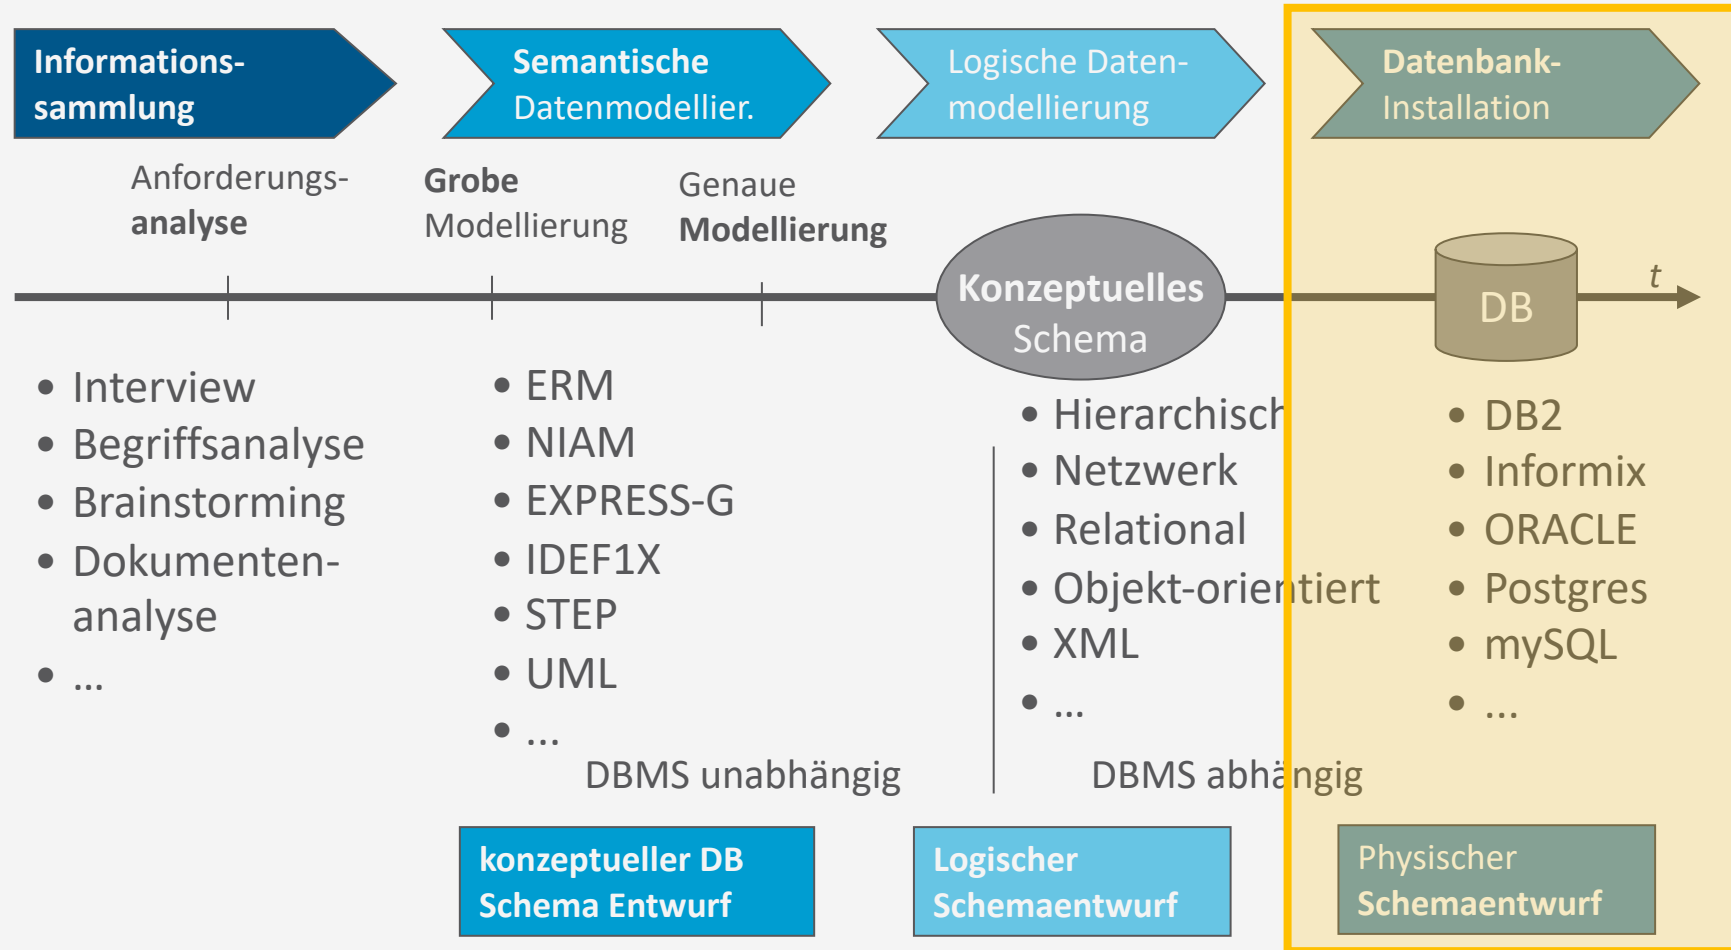 Informations-
sammlung
Semantische
Datenmodellier.
Logische Daten-
modellierung
Datenbank-
Installation
Anforderungs-
analyse
Grobe
Modellierung
Genaue
Modellierung
Konzeptuelles
Schema
DB
t
• Interview
• Begriffsanalyse
• Brainstorming
• Dokumenten-
analyse
• ...
• ERM
• NIAM
• EXPRESS-G
• IDEF1X
• STEP
• UML
• ...
DBMS unabhängig
• Hierarchisch
• Netzwerk
• Relational
• Objekt-orientiert
• XML
• ...
DBMS abhängig
• DB2
• Informix
• ORACLE
• Postgres
• mySQL
• ...
konzeptueller DB
Schema Entwurf
Logischer
Schemaentwurf
Physischer
Schemaentwurf